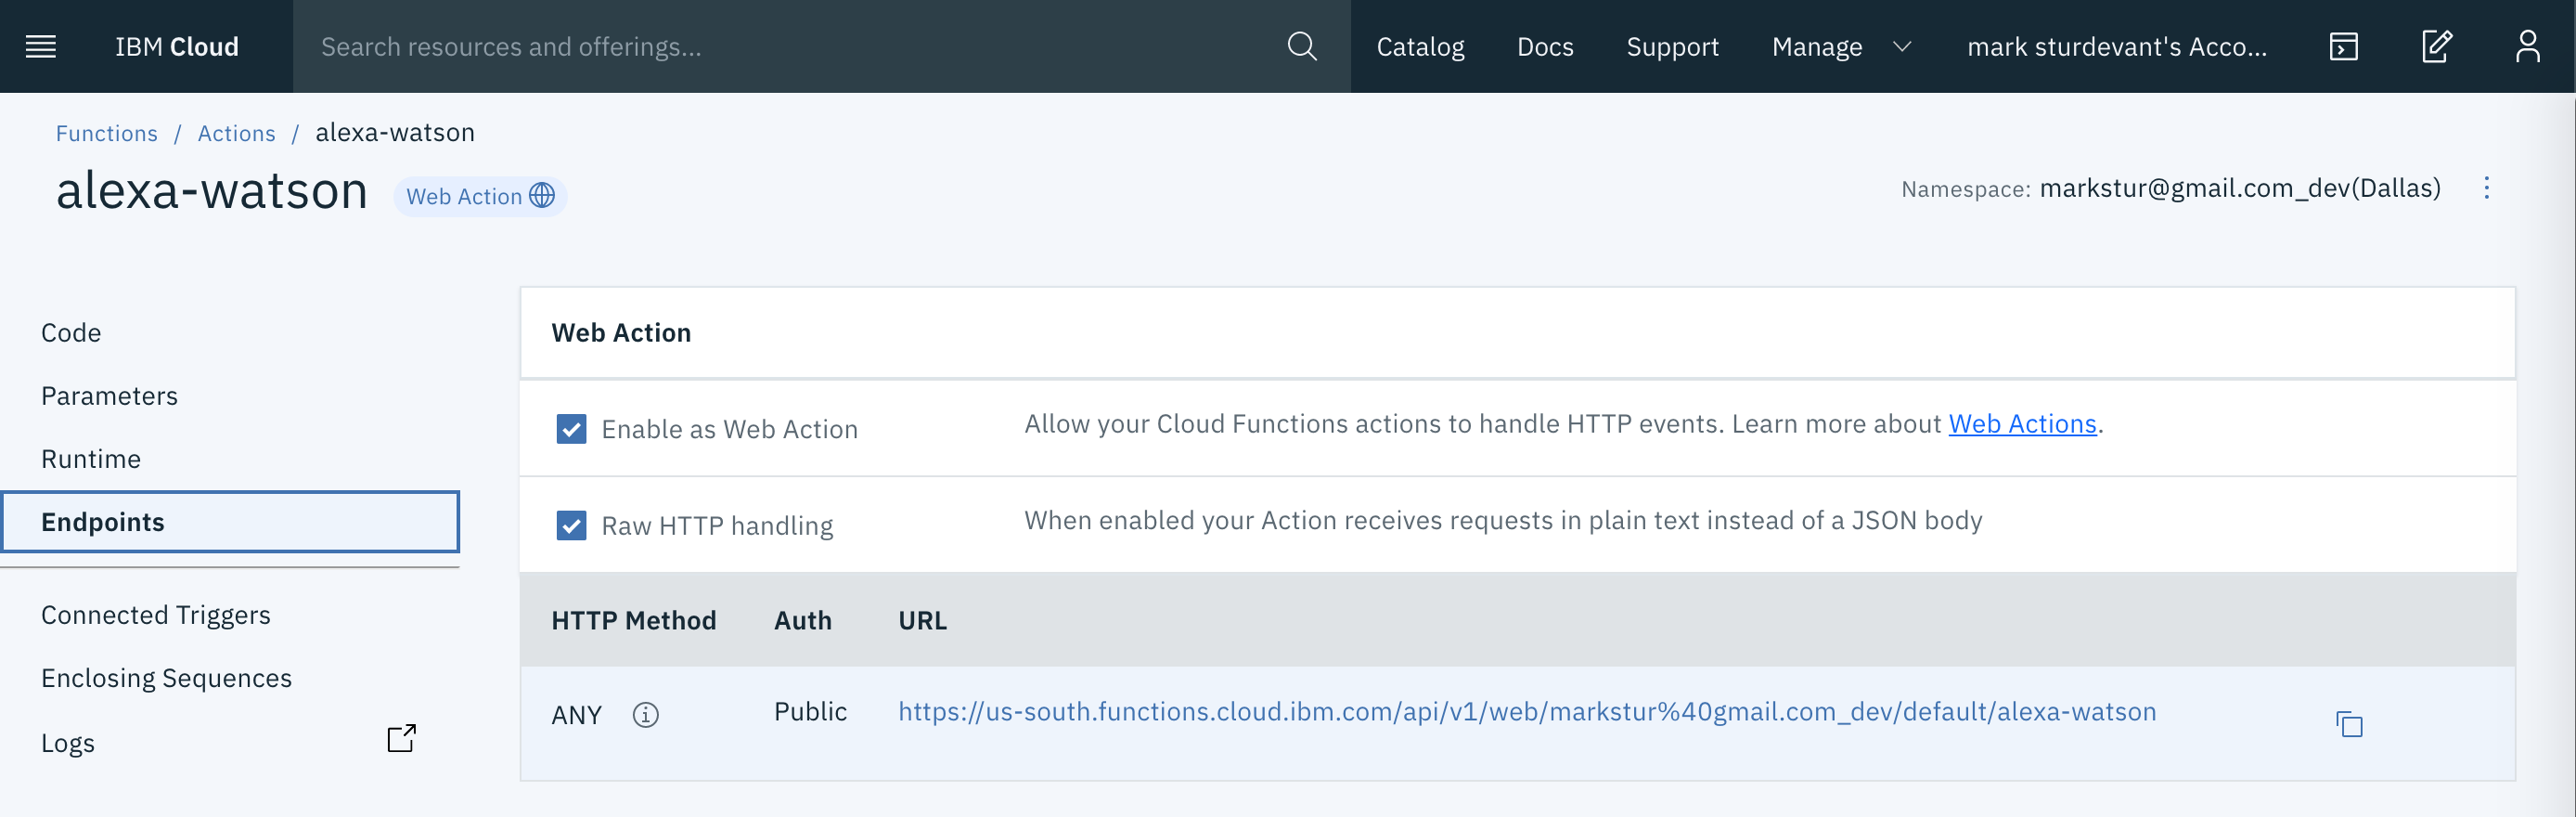 IBM Cloud Search resources and offerings... Catalog Docs Support Manage mark sturdevant's Acco...
Functions / Actions / alexa-watson
alexa-watson Web Action
Namespace: markstur@gmail.com_dev(Dallas)
Code
Parameters
Runtime
Endpoints
Connected Triggers
Enclosing Sequences
Logs
Web Action
Enable as Web Action Allow your Cloud Functions actions to handle HTTP events. Learn more about Web Actions.
Raw HTTP handling When enabled your Action receives requests in plain text instead of a JSON body
HTTP Method Auth URL
ANY Public https://us-south.functions.cloud.ibm.com/api/v1/web/markstur%40gmail.com_dev/default/alexa-watson